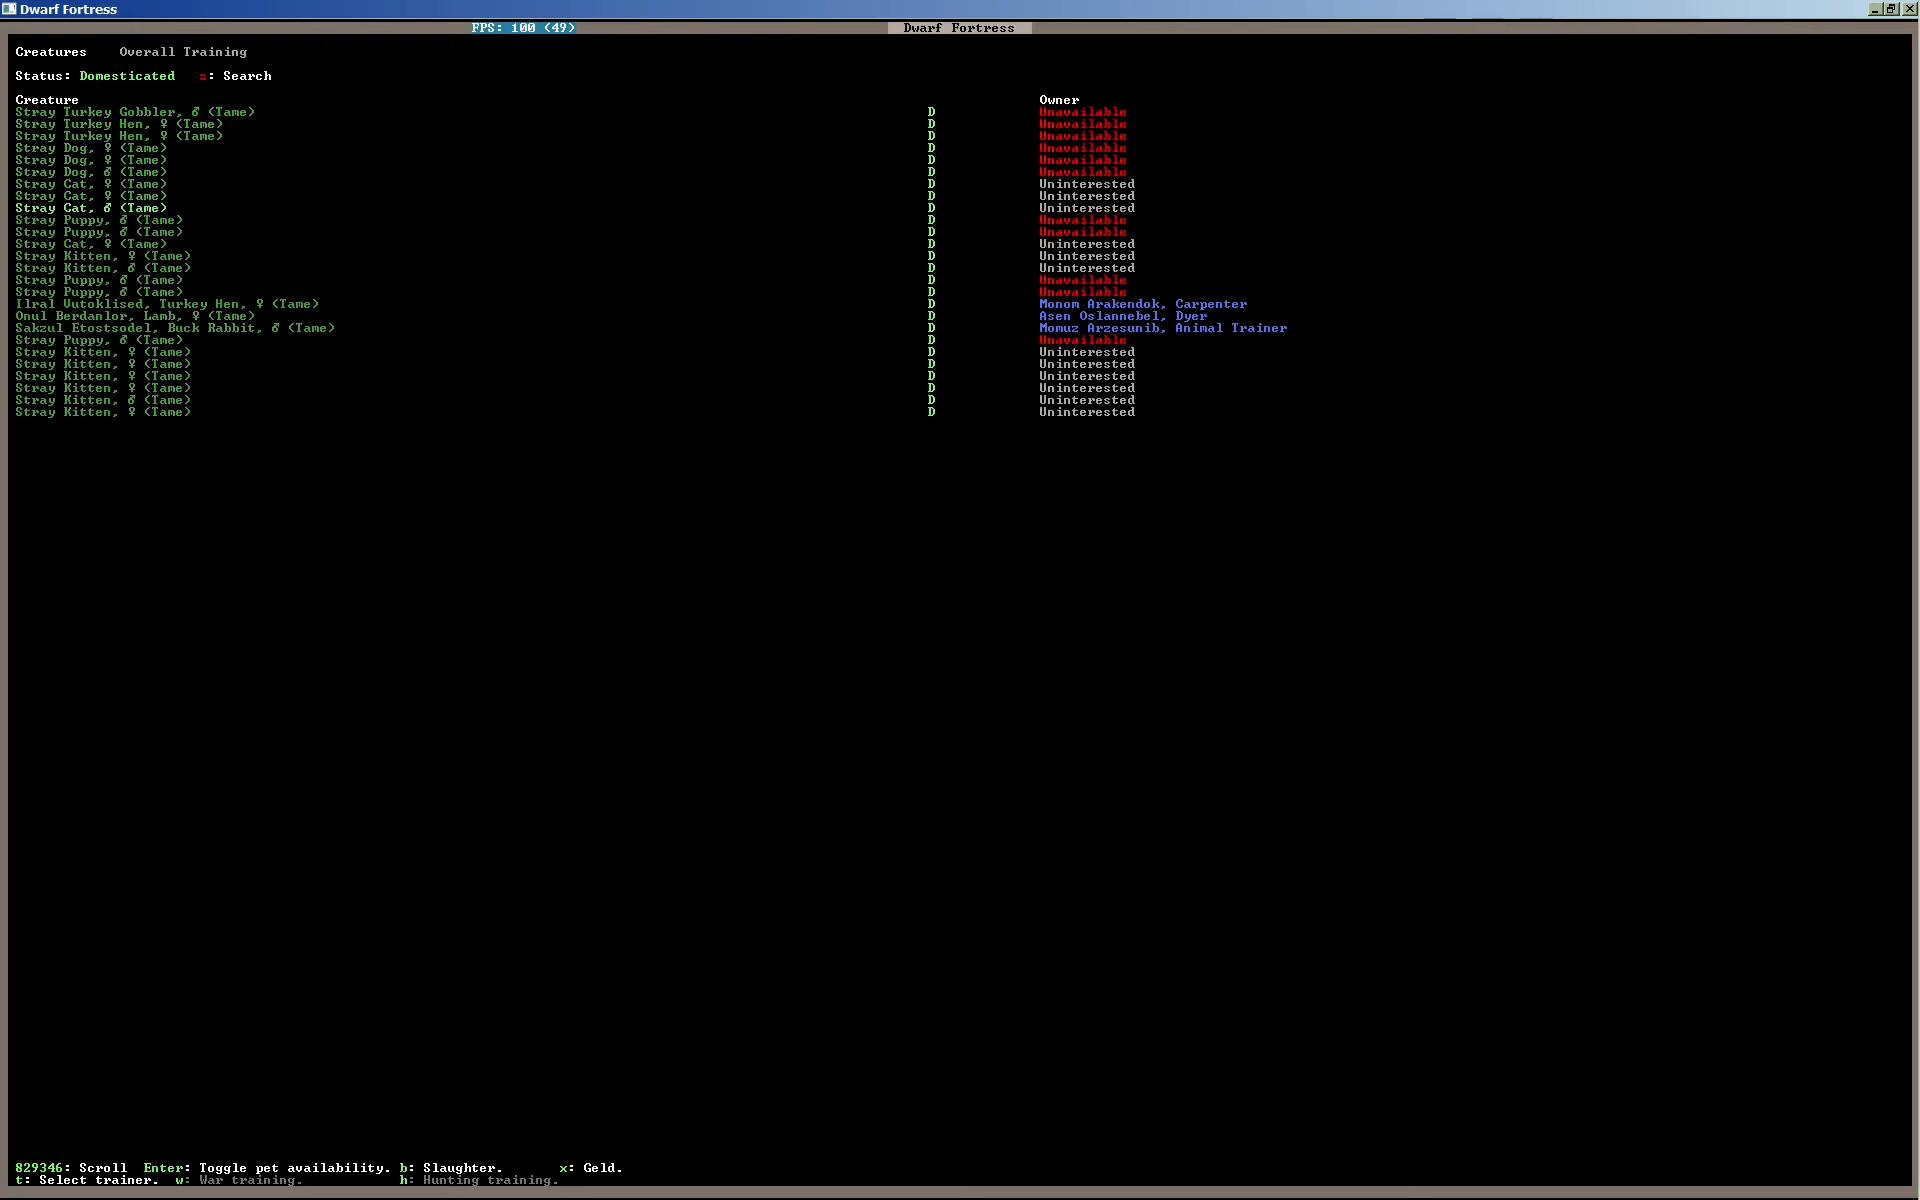 Dwarf Fortress
FPS: 100 (49) Dwarf Fortress
Creatures Overall Training
Status: Domesticated s: Search
Creature Owner
Stray Turkey Gobbler, ♂ (Tame) D Unavailable
Stray Turkey Hen, ♀ (Tame) D Unavailable
Stray Turkey Hen, ♀ (Tame) D Unavailable
Stray Dog, ♀ (Tame) D Unavailable
Stray Dog, ♀ (Tame) D Unavailable
Stray Dog, ♂ (Tame) D Unavailable
Stray Cat, ♀ (Tame) D Uninterested
Stray Cat, ♀ (Tame) D Uninterested
Stray Cat, ♂ (Tame) D Uninterested
Stray Puppy, ♂ (Tame) D Unavailable
Stray Puppy, ♂ (Tame) D Unavailable
Stray Cat, ♀ (Tame) D Uninterested
Stray Kitten, ♀ (Tame) D Uninterested
Stray Kitten, ♂ (Tame) D Uninterested
Stray Puppy, ♂ (Tame) D Unavailable
Stray Puppy, ♂ (Tame) D Unavailable
Ilral Vutoklised, Turkey Hen, ♀ (Tame) D Monom Arakendok, Carpenter
Onul Berdanlor, Lamb, ♀ (Tame) D Asen Oslannebel, Dyer
Sakzul Etostsodel, Buck Rabbit, ♂ (Tame) D Momuz Arzesunib, Animal Trainer
Stray Puppy, ♂ (Tame) D Unavailable
Stray Kitten, ♀ (Tame) D Uninterested
Stray Kitten, ♀ (Tame) D Uninterested
Stray Kitten, ♀ (Tame) D Uninterested
Stray Kitten, ♀ (Tame) D Uninterested
Stray Kitten, ♂ (Tame) D Uninterested
Stray Kitten, ♀ (Tame) D Uninterested
829346: Scroll Enter: Toggle pet availability. b: Slaughter. x: Geld.
t: Select trainer. w: War training. h: Hunting training.